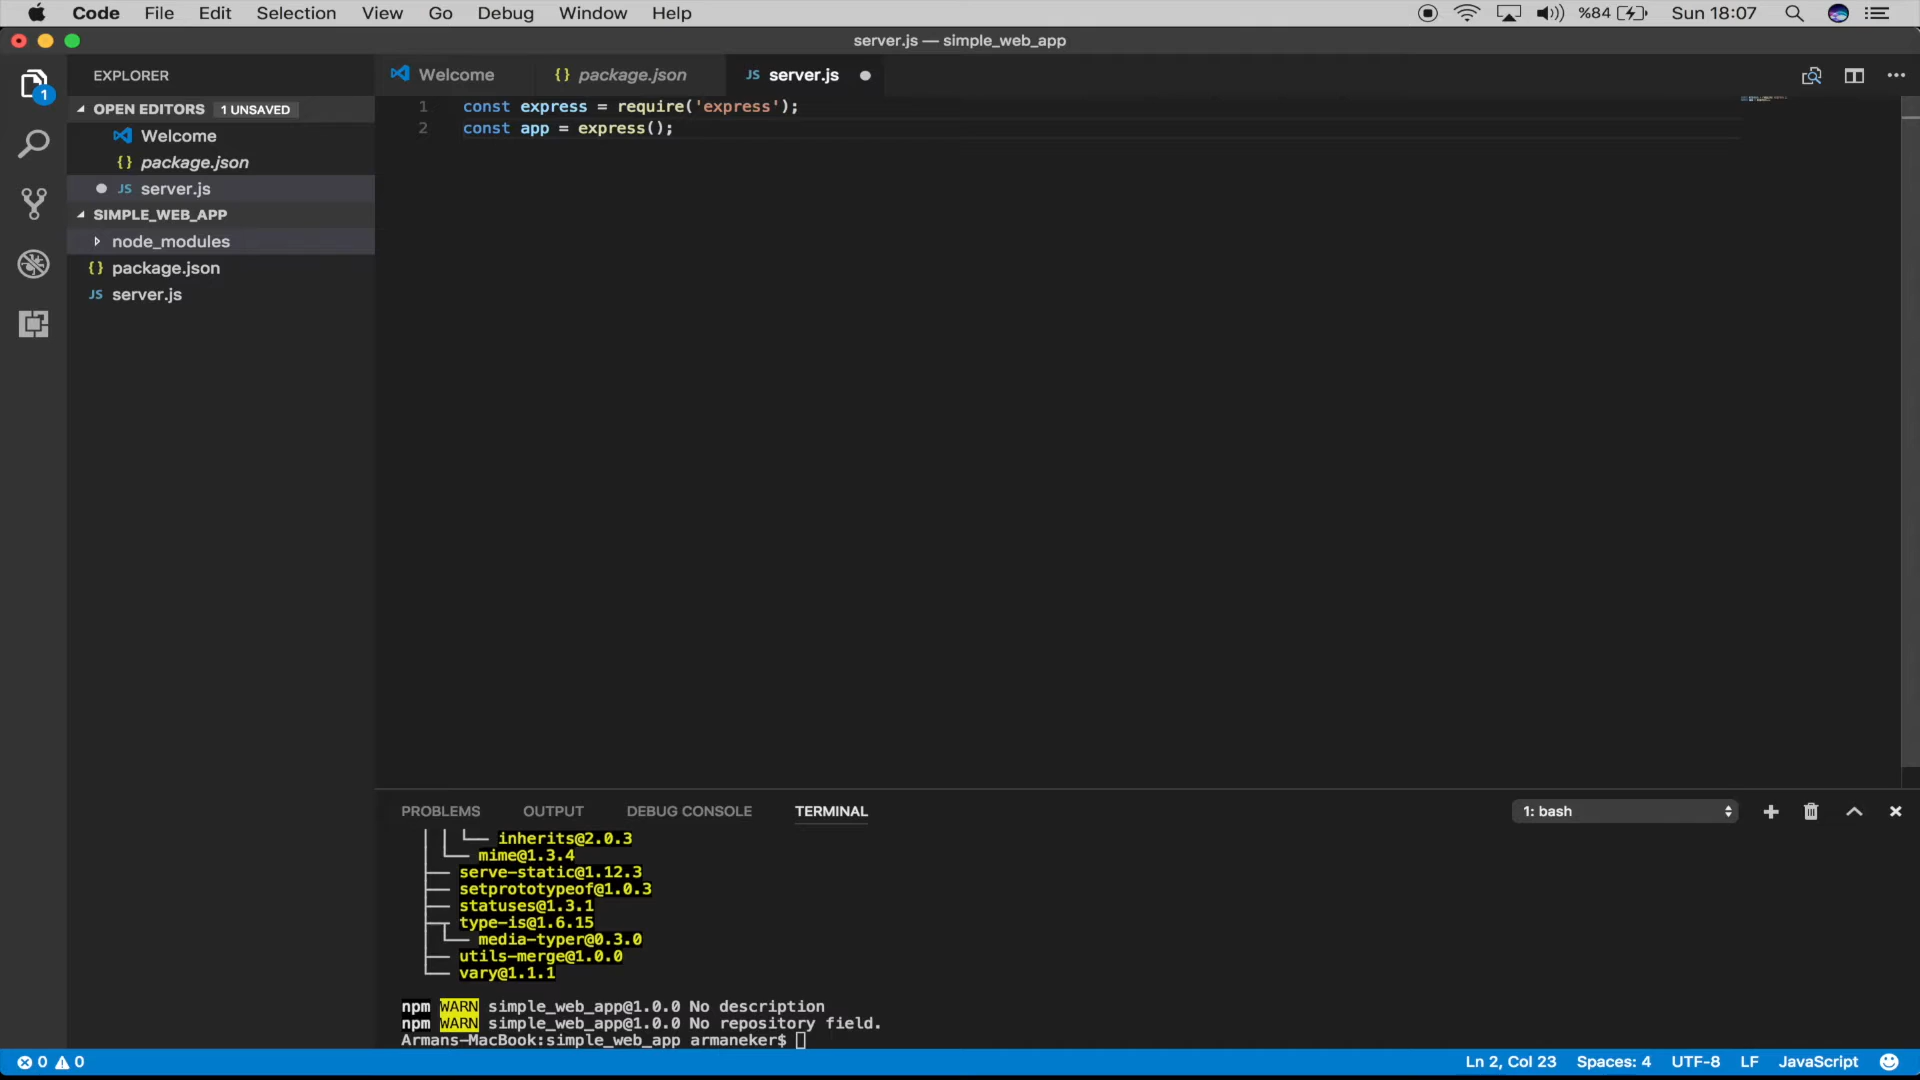 Code File Edit Selection View Go Debug Window Help %84 Sun 18:07
server.js — simple_web_app
EXPLORER
OPEN EDITORS 1 UNSAVED
Welcome
{} package.json
JS server.js
SIMPLE_WEB_APP
node_modules
{} package.json
JS server.js
1
Welcome {} package.json JS server.js
1 const express = require('express');
2 const app = express();
PROBLEMS OUTPUT DEBUG CONSOLE TERMINAL 1: bash
inherits@2.0.3
mime@1.3.4
serve-static@1.12.3
setprototypeof@1.0.3
statuses@1.3.1
type-is@1.6.15
media-typer@0.3.0
utils-merge@1.0.0
vary@1.1.1
npm WARN simple_web_app@1.0.0 No description
npm WARN simple_web_app@1.0.0 No repository field.
Armans-MacBook:simple_web_app armaneker$
0 0 Ln 2, Col 23 Spaces: 4 UTF-8 LF JavaScript